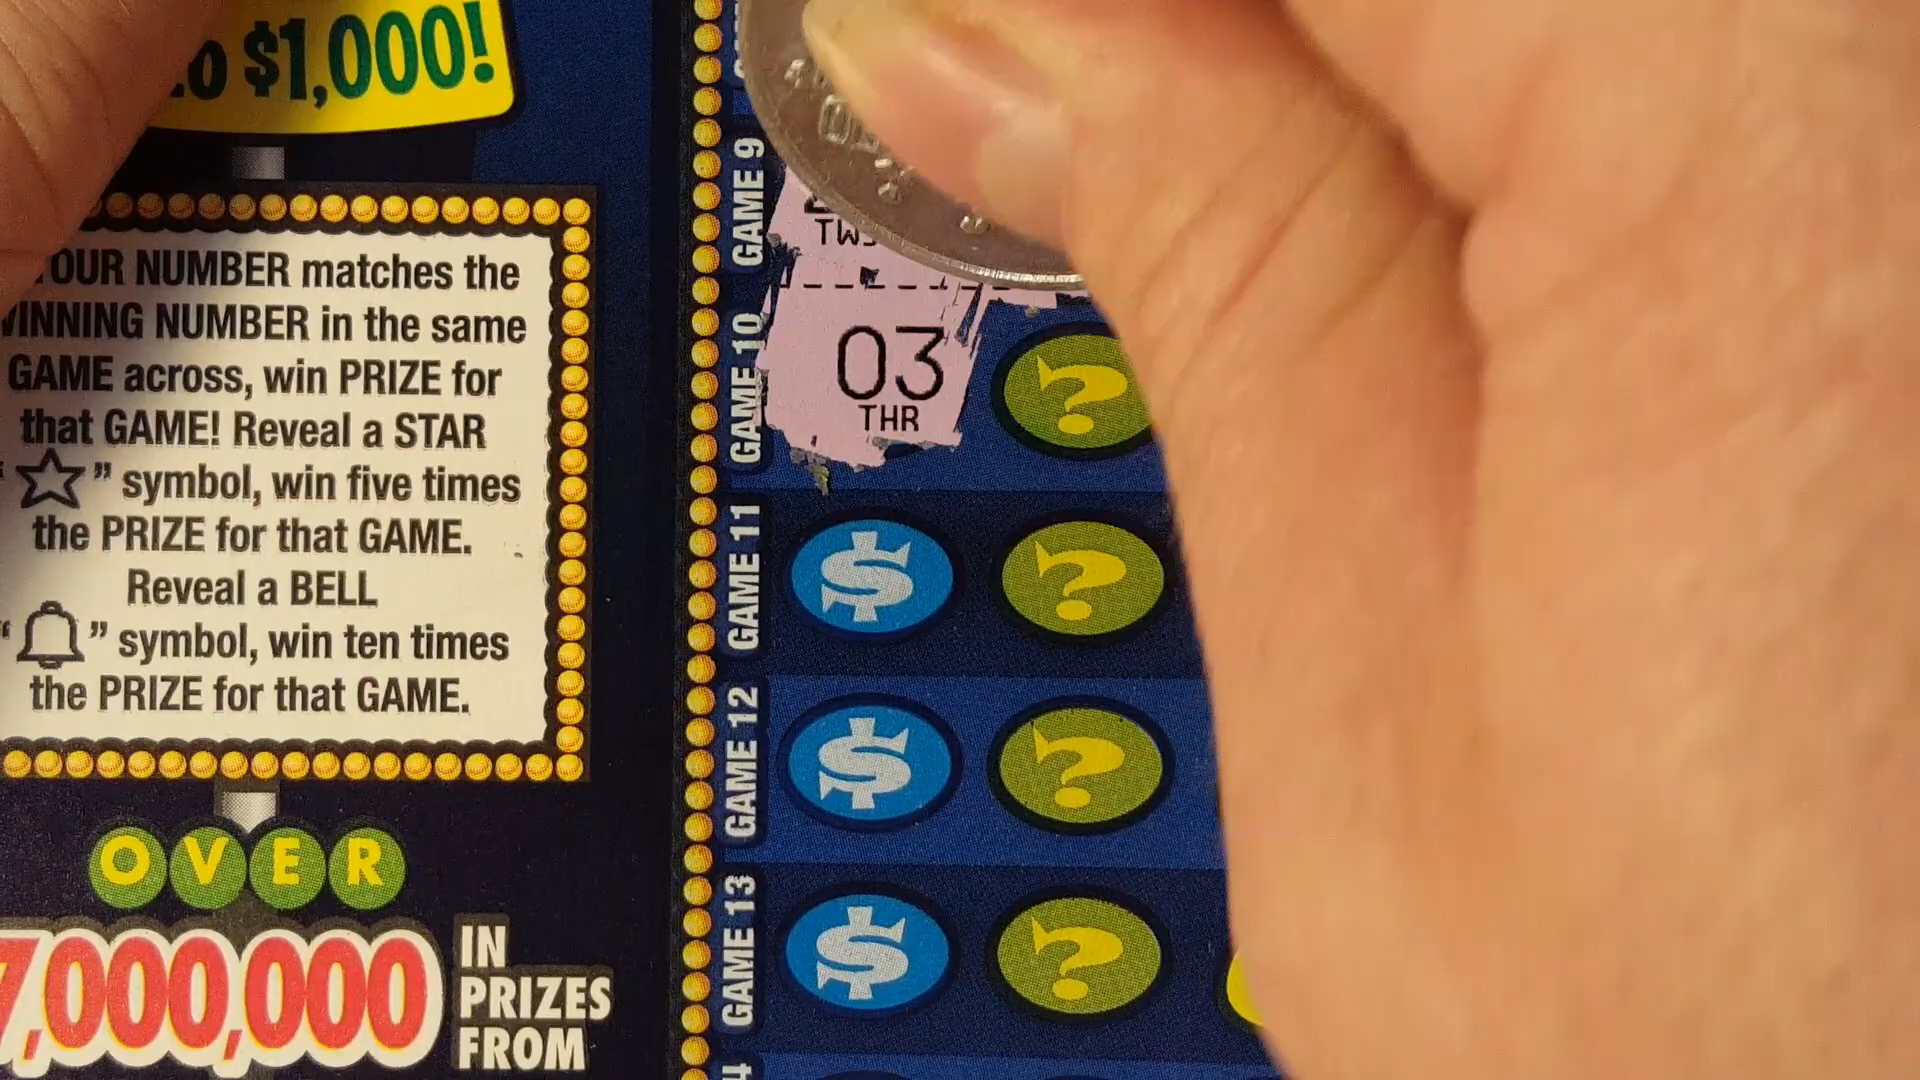 $1,000!
OUR NUMBER matches the
WINNING NUMBER in the same
GAME across, win PRIZE for
that GAME! Reveal a STAR
“☆” symbol, win five times
the PRIZE for that GAME.
Reveal a BELL
“🔔” symbol, win ten times
the PRIZE for that GAME.
OVER
7,000,000
IN
PRIZES
FROM
GAME 9
GAME 10
03
THR
?
GAME 11
$ ?
GAME 12
$ ?
GAME 13
$ ?